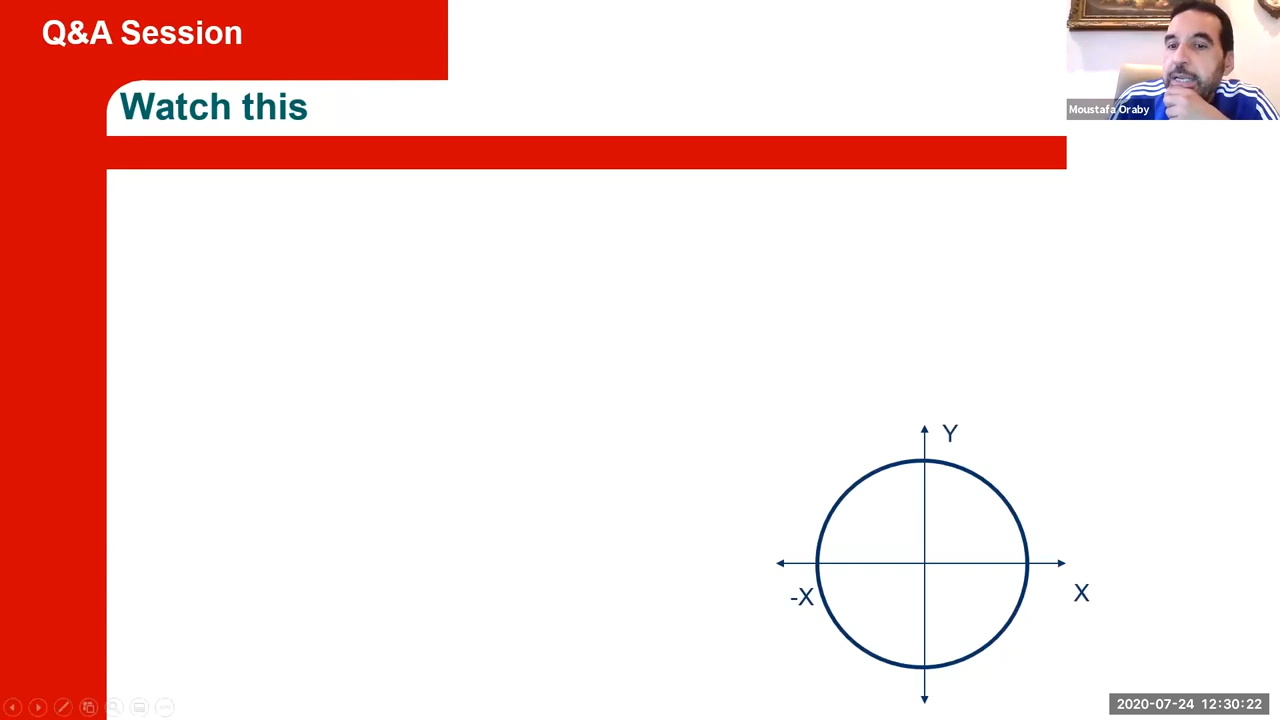 Q&A Session
Watch this
Moustafa Oraby
Y
-X
X
2020-07-24 12:30:22